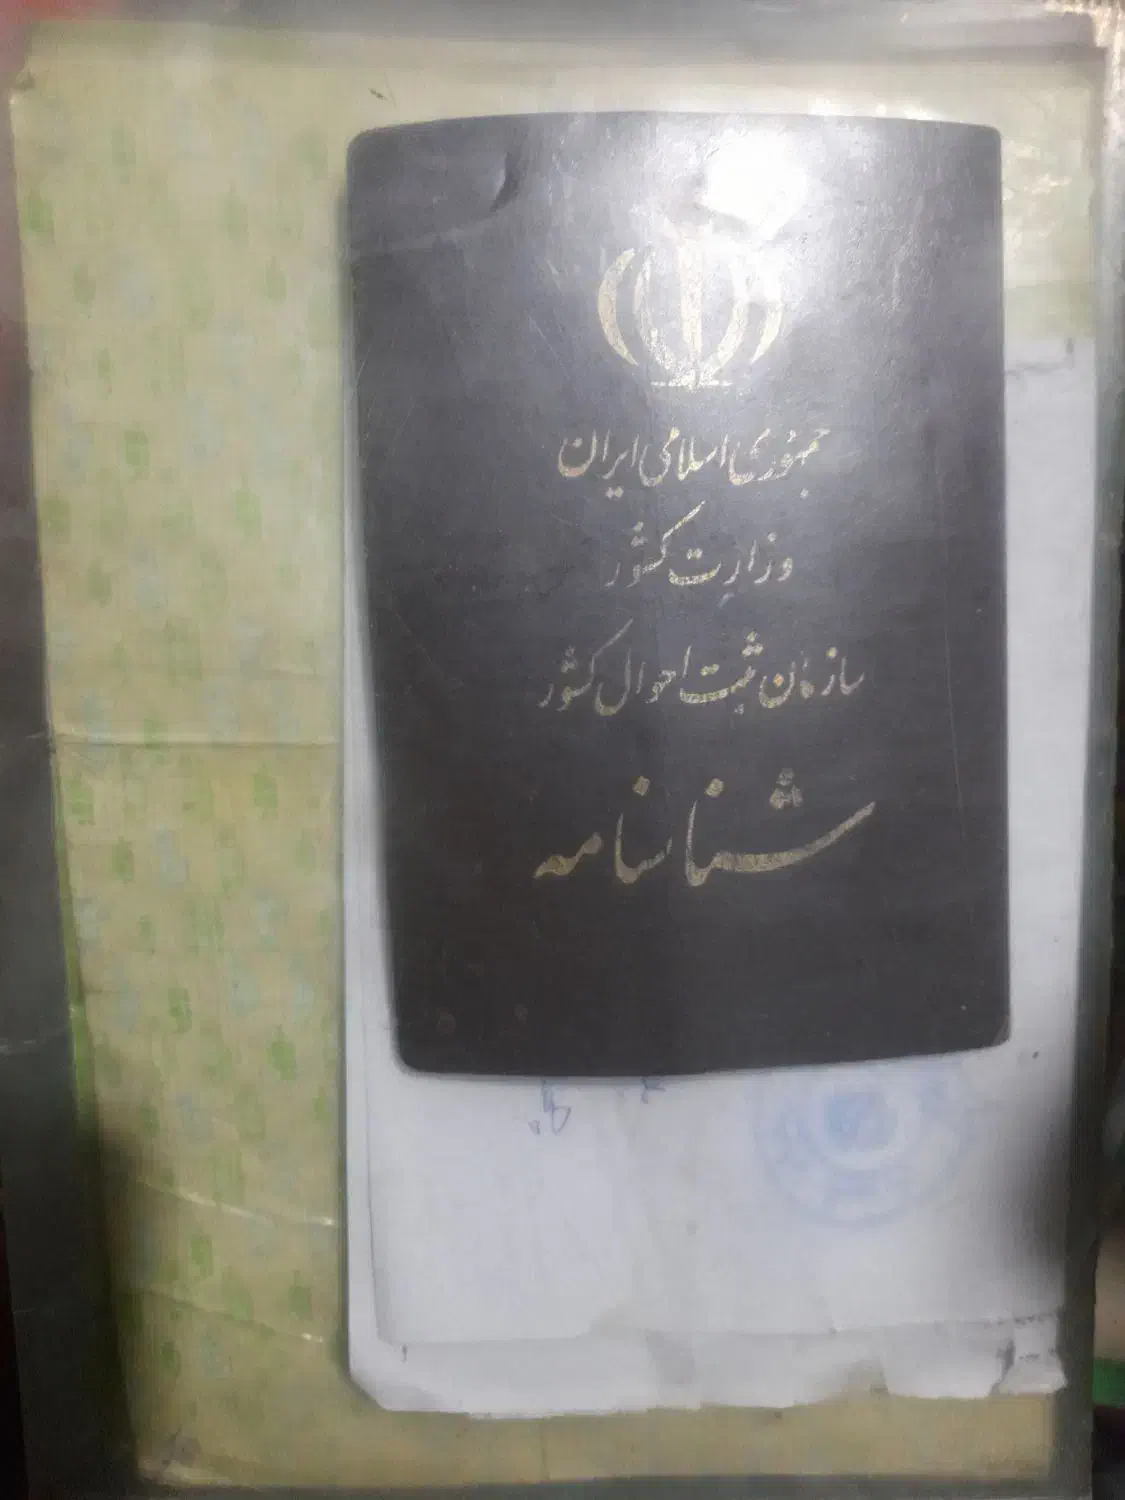 جمهوری اسلامی ایران
وزارت کشور
سازمان ثبت احوال کشور
شناسنامه